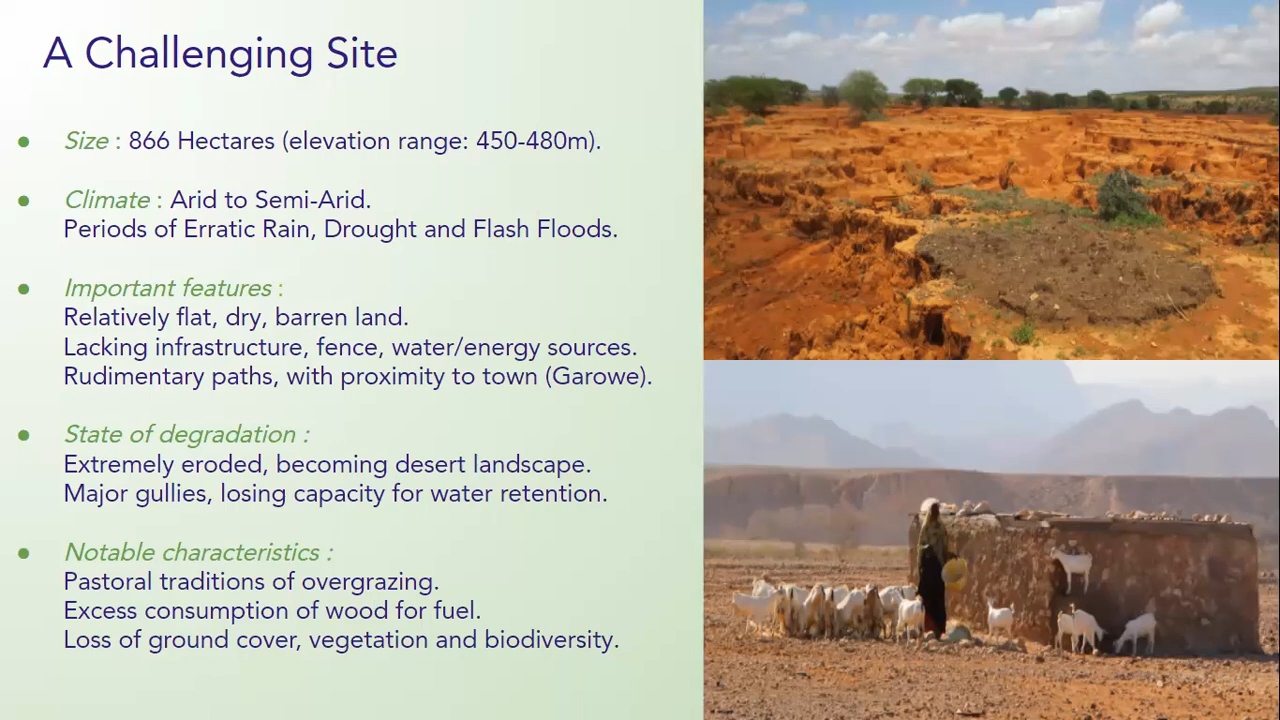 A Challenging Site
● Size : 866 Hectares (elevation range: 450-480m).
● Climate : Arid to Semi-Arid.
Periods of Erratic Rain, Drought and Flash Floods.
● Important features :
Relatively flat, dry, barren land.
Lacking infrastructure, fence, water/energy sources.
Rudimentary paths, with proximity to town (Garowe).
● State of degradation :
Extremely eroded, becoming desert landscape.
Major gullies, losing capacity for water retention.
● Notable characteristics :
Pastoral traditions of overgrazing.
Excess consumption of wood for fuel.
Loss of ground cover, vegetation and biodiversity.